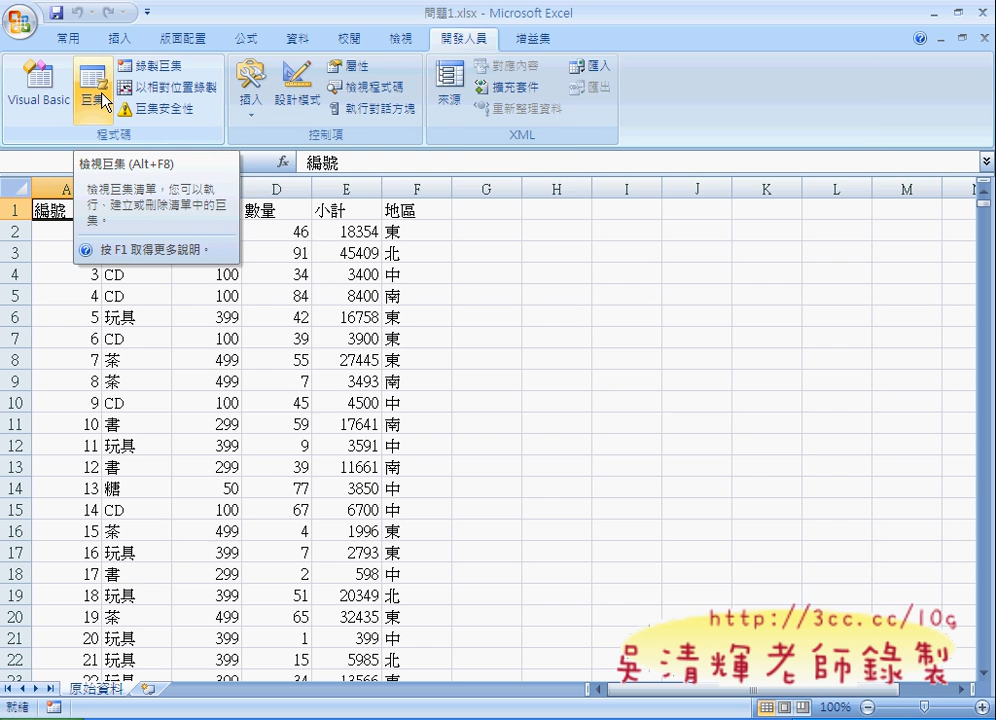 問題1.xlsx - Microsoft Excel
常用 插入 版面配置 公式 資料 校閱 檢視 開發人員 增益集
Visual Basic
巨集
錄製巨集
以相對位置錄製
巨集安全性
程式碼
插入
設計模式
屬性
檢視程式碼
執行對話方塊
控制項
來源
對應內容
擴充套件
重新整理資料
匯入
匯出
XML
fx 編號
檢視巨集 (Alt+F8)
檢視巨集清單，您可以執
行、建立或刪除清單中的巨
集。
按 F1 取得更多說明。
A D E F G H I J K L M
1 編號 數量 小計 地區
2 46 18354 東
3 91 45409 北
4 3 CD 100 34 3400 中
5 4 CD 100 84 8400 南
6 5 玩具 399 42 16758 東
7 6 CD 100 39 3900 東
8 7 茶 499 55 27445 東
9 8 茶 499 7 3493 南
10 9 CD 100 45 4500 中
11 10 書 299 59 17641 南
12 11 玩具 399 9 3591 中
13 12 書 299 39 11661 南
14 13 糖 50 77 3850 中
15 14 CD 100 67 6700 中
16 15 茶 499 4 1996 東
17 16 玩具 399 7 2793 東
18 17 書 299 2 598 中
19 18 玩具 399 51 20349 北
20 19 茶 499 65 32435 東
21 20 玩具 399 1 399 中
22 21 玩具 399 15 5985 北
23 22 玩具 399 34 13566 東
http://3cc.cc/10g
吳清輝老師錄製
原始資料
就緒
100%